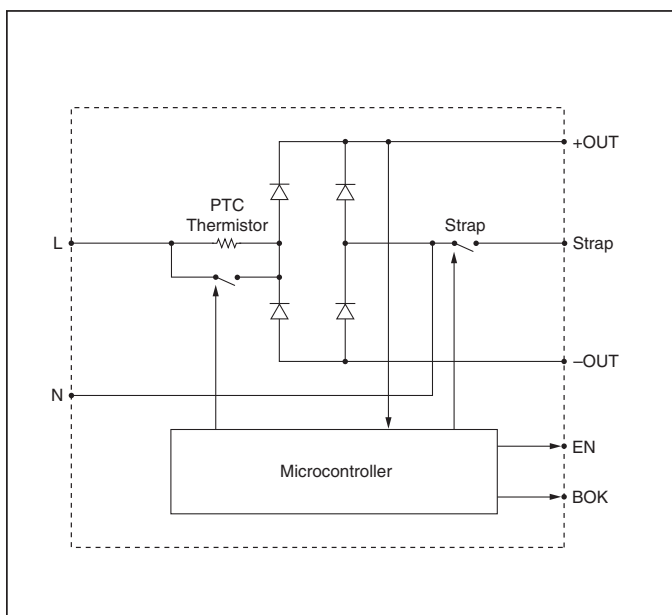 +OUT
PTC
Thermistor
Strap
L
Strap
–OUT
N
EN
Microcontroller
BOK